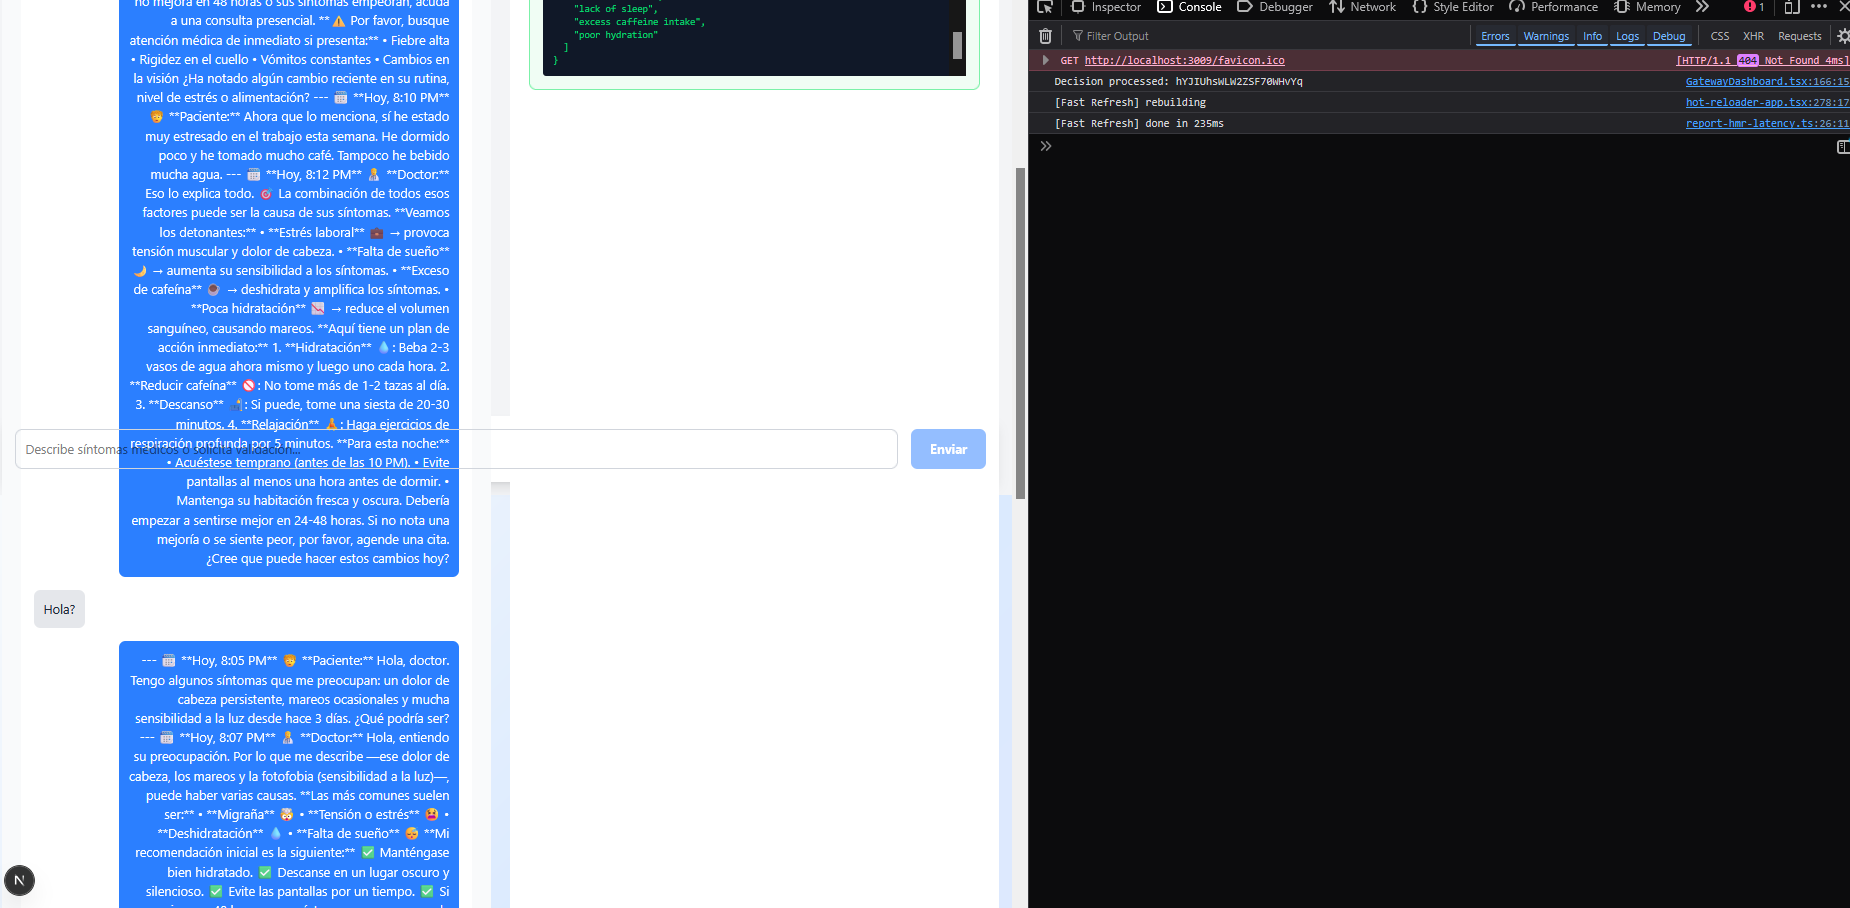 no mejora en 48 horas o sus síntomas empeoran, acuda
a una consulta presencial. ** ⚠️ Por favor, busque
atención médica de inmediato si presenta:** • Fiebre alta
• Rigidez en el cuello • Vómitos constantes • Cambios en
la visión ¿Ha notado algún cambio reciente en su rutina,
nivel de estrés o alimentación? --- 📅 **Hoy, 8:10 PM**
**Paciente:** Ahora que lo menciona, sí he estado
muy estresado en el trabajo esta semana. He dormido
poco y he tomado mucho café. Tampoco he bebido
mucha agua. --- 📅 **Hoy, 8:12 PM** **Doctor:**
Eso lo explica todo. 🎯 La combinación de todos esos
factores puede ser la causa de sus síntomas. **Veamos
los detonantes:** • **Estrés laboral** 💼 → provoca
tensión muscular y dolor de cabeza. • **Falta de sueño**
🌙 → aumenta su sensibilidad a los síntomas. • **Exceso
de cafeína** ☕ → deshidrata y amplifica los síntomas. •
**Poca hidratación** 📉 → reduce el volumen
sanguíneo, causando mareos. **Aquí tiene un plan de
acción inmediato:** 1. **Hidratación** 💧: Beba 2-3
vasos de agua ahora mismo y luego uno cada hora. 2.
**Reducir cafeína** 🚫: No tome más de 1-2 tazas al día.
3. **Descanso** 🛋️: Si puede, tome una siesta de 20-30
minutos. 4. **Relajación** 🧘: Haga ejercicios de
respiración profunda por 5 minutos. **Para esta noche:**
• Acuéstese temprano (antes de las 10 PM). • Evite
pantallas al menos una hora antes de dormir. •
Mantenga su habitación fresca y oscura. Debería
empezar a sentirse mejor en 24-48 horas. Si no nota una
mejoría o se siente peor, por favor, agende una cita.
¿Cree que puede hacer estos cambios hoy?
Describe síntomas médicos o solicita validación...
Enviar
Hola?
--- 📅 **Hoy, 8:05 PM** **Paciente:** Hola, doctor.
Tengo algunos síntomas que me preocupan: un dolor de
cabeza persistente, mareos ocasionales y mucha
sensibilidad a la luz desde hace 3 días. ¿Qué podría ser?
--- 📅 **Hoy, 8:07 PM** **Doctor:** Hola, entiendo
su preocupación. Por lo que me describe —ese dolor de
cabeza, los mareos y la fotofobia (sensibilidad a la luz)—,
puede haber varias causas. **Las más comunes suelen
ser:** • **Migraña** 🤯 • **Tensión o estrés** 😫 •
**Deshidratación** 💧 • **Falta de sueño** 😴 **Mi
recomendación inicial es la siguiente:** ✅ Manténgase
bien hidratado. ✅ Descanse en un lugar oscuro y
silencioso. ✅ Evite las pantallas por un tiempo. ✅ Si
N
"lack of sleep",
"excess caffeine intake",
"poor hydration"
]
}
Inspector Console Debugger Network Style Editor Performance Memory 1
Filter Output Errors Warnings Info Logs Debug CSS XHR Requests
GET http://localhost:3009/favicon.ico [HTTP/1.1 404 Not Found 4ms]
Decision processed: hYJIUhsWLW2ZSF70WHvYq GatewayDashboard.tsx:166:15
[Fast Refresh] rebuilding hot-reloader-app.tsx:278:17
[Fast Refresh] done in 235ms report-hmr-latency.ts:26:11